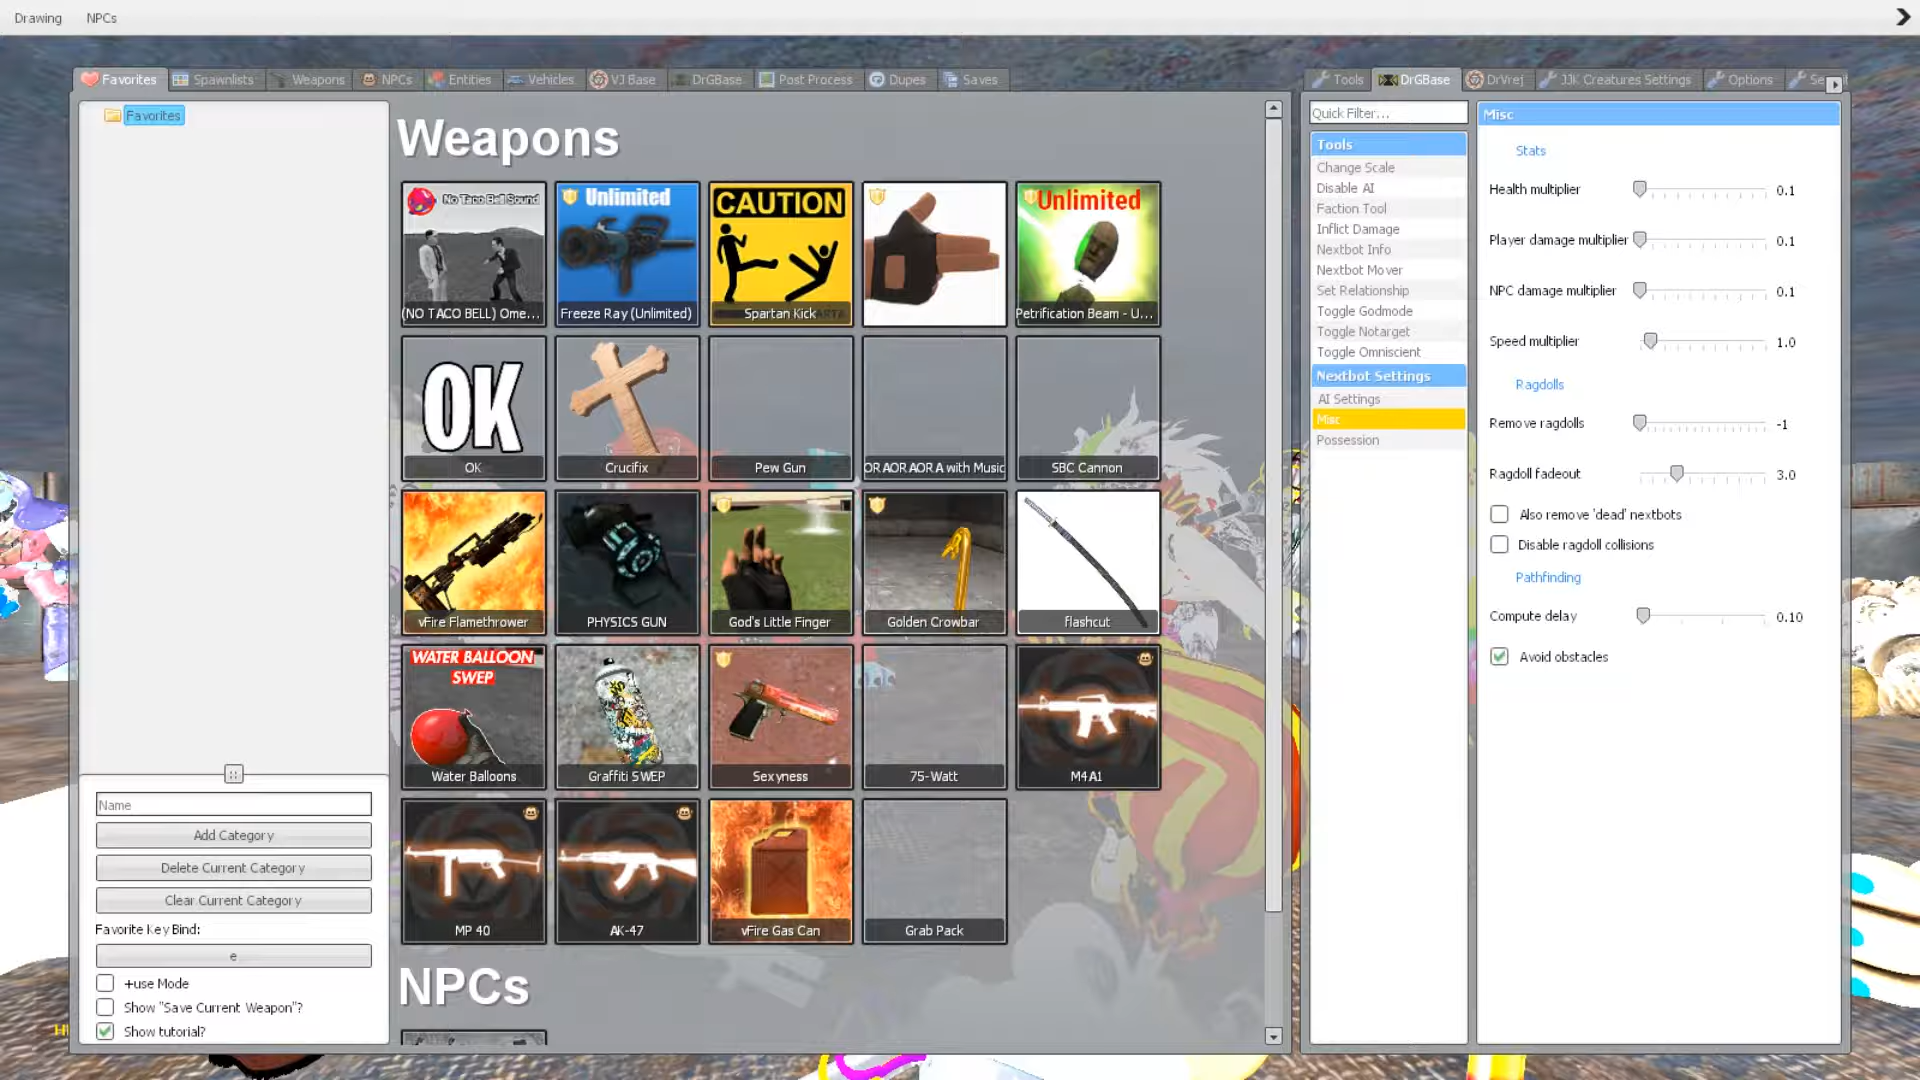 Drawing NPCs
Favorites Spawnlists Weapons NPCs Entities Vehicles VJ Base DrGBase Post Process Dupes Saves
Tools DrGBase DrVrej JJK Creatures Settings Options
Favorites
Weapons
No Taco Bell Sound
(NO TACO BELL) Ome...
Unlimited
Freeze Ray (Unlimited)
CAUTION
Spartan Kick
Unlimited
Petrification Beam - U...
OK
OK
Crucifix
Pew Gun
ORAORAORA with Music
SBC Cannon
vFire Flamethrower
PHYSICS GUN
God's Little Finger
Golden Crowbar
flashcut
WATER BALLOON
SWEP
Water Balloons
Graffiti SWEP
Sexyness
75-Watt
M4A1
MP 40
AK-47
vFire Gas Can
Grab Pack
NPCs
Name
Add Category
Delete Current Category
Clear Current Category
Favorite Key Bind:
e
+use Mode
Show "Save Current Weapon"?
Show tutorial?
Quick Filter...
Tools
Change Scale
Disable AI
Faction Tool
Inflict Damage
Nextbot Info
Nextbot Mover
Set Relationship
Toggle Godmode
Toggle Notarget
Toggle Omniscient
Nextbot Settings
AI Settings
Misc
Possession
Misc
Stats
Health multiplier 0.1
Player damage multiplier 0.1
NPC damage multiplier 0.1
Speed multiplier 1.0
Ragdolls
Remove ragdolls -1
Ragdoll fadeout 3.0
Also remove 'dead' nextbots
Disable ragdoll collisions
Pathfinding
Compute delay 0.10
Avoid obstacles